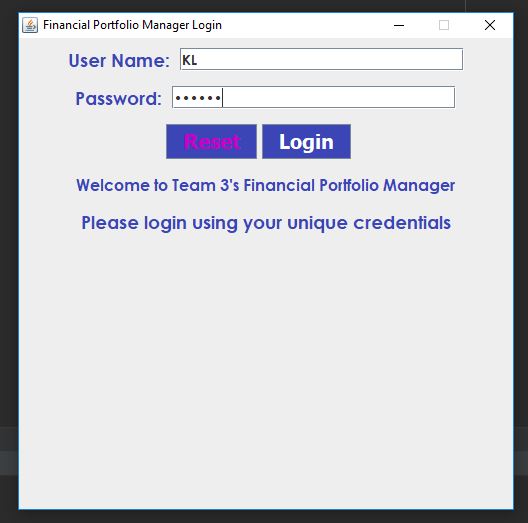 Financial Portfolio Manager Login
User Name: KL
Password: ••••••
Reset Login
Welcome to Team 3's Financial Portfolio Manager
Please login using your unique credentials